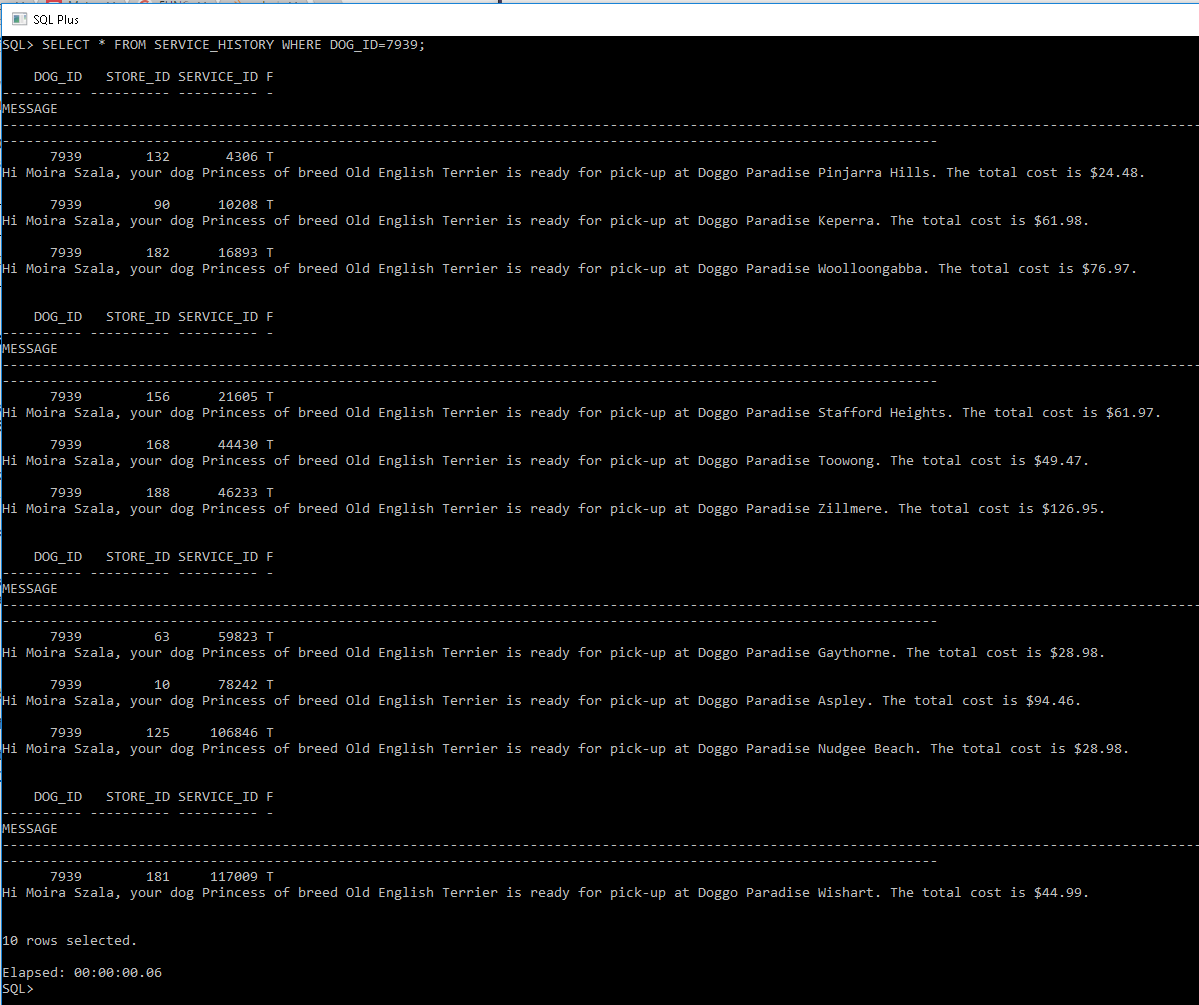 SQL Plus
SQL> SELECT * FROM SERVICE_HISTORY WHERE DOG_ID=7939;
DOG_ID STORE_ID SERVICE_ID F
---------- ---------- ---------- -
MESSAGE
------------------------------------------------------------------------------------------------------------------------------------------------------
---------------------------------------------------------------------------------------------------------------------
7939 132 4306 T
Hi Moira Szala, your dog Princess of breed Old English Terrier is ready for pick-up at Doggo Paradise Pinjarra Hills. The total cost is $24.48.
7939 90 10208 T
Hi Moira Szala, your dog Princess of breed Old English Terrier is ready for pick-up at Doggo Paradise Keperra. The total cost is $61.98.
7939 182 16893 T
Hi Moira Szala, your dog Princess of breed Old English Terrier is ready for pick-up at Doggo Paradise Woolloongabba. The total cost is $76.97.
DOG_ID STORE_ID SERVICE_ID F
---------- ---------- ---------- -
MESSAGE
------------------------------------------------------------------------------------------------------------------------------------------------------
---------------------------------------------------------------------------------------------------------------------
7939 156 21605 T
Hi Moira Szala, your dog Princess of breed Old English Terrier is ready for pick-up at Doggo Paradise Stafford Heights. The total cost is $61.97.
7939 168 44430 T
Hi Moira Szala, your dog Princess of breed Old English Terrier is ready for pick-up at Doggo Paradise Toowong. The total cost is $49.47.
7939 188 46233 T
Hi Moira Szala, your dog Princess of breed Old English Terrier is ready for pick-up at Doggo Paradise Zillmere. The total cost is $126.95.
DOG_ID STORE_ID SERVICE_ID F
---------- ---------- ---------- -
MESSAGE
------------------------------------------------------------------------------------------------------------------------------------------------------
---------------------------------------------------------------------------------------------------------------------
7939 63 59823 T
Hi Moira Szala, your dog Princess of breed Old English Terrier is ready for pick-up at Doggo Paradise Gaythorne. The total cost is $28.98.
7939 10 78242 T
Hi Moira Szala, your dog Princess of breed Old English Terrier is ready for pick-up at Doggo Paradise Aspley. The total cost is $94.46.
7939 125 106846 T
Hi Moira Szala, your dog Princess of breed Old English Terrier is ready for pick-up at Doggo Paradise Nudgee Beach. The total cost is $28.98.
DOG_ID STORE_ID SERVICE_ID F
---------- ---------- ---------- -
MESSAGE
------------------------------------------------------------------------------------------------------------------------------------------------------
---------------------------------------------------------------------------------------------------------------------
7939 181 117009 T
Hi Moira Szala, your dog Princess of breed Old English Terrier is ready for pick-up at Doggo Paradise Wishart. The total cost is $44.99.
10 rows selected.
Elapsed: 00:00:00.06
SQL>